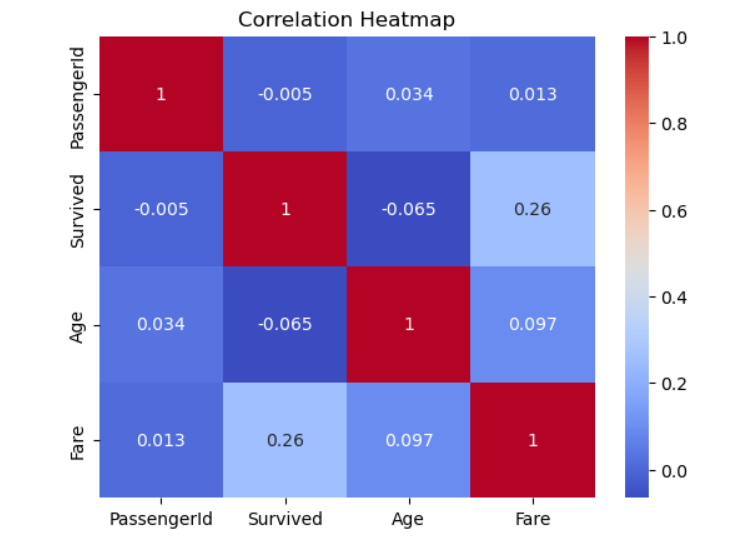 Correlation Heatmap
PassengerId
1
-0.005
0.034
0.013
Survived
-0.005
1
-0.065
0.26
Age
0.034
-0.065
1
0.097
Fare
0.013
0.26
0.097
1
PassengerId
Survived
Age
Fare
1.0
0.8
0.6
0.4
0.2
0.0